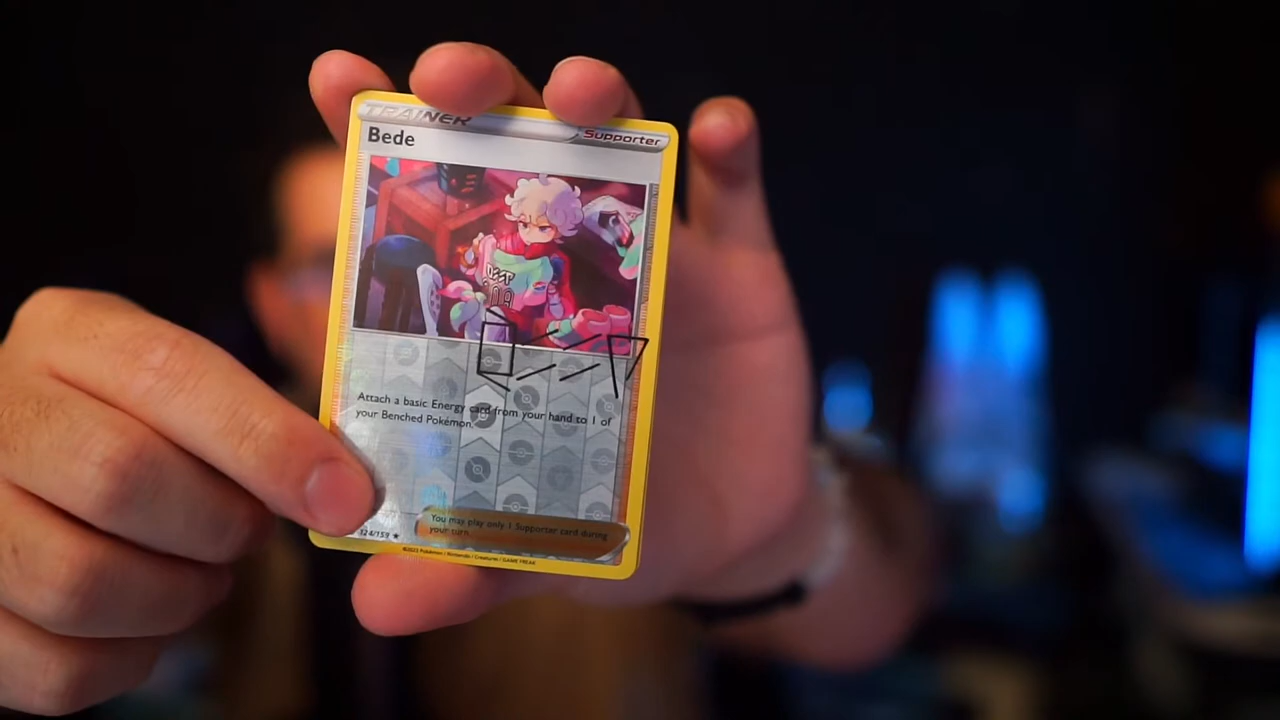 TRAINER
Supporter
Bede
Attach a basic Energy card from your hand to 1 of
your Benched Pokémon.
You may play only 1 Supporter card during
your turn.
124/159 ★
©2023 Pokémon / Nintendo / Creatures / GAME FREAK